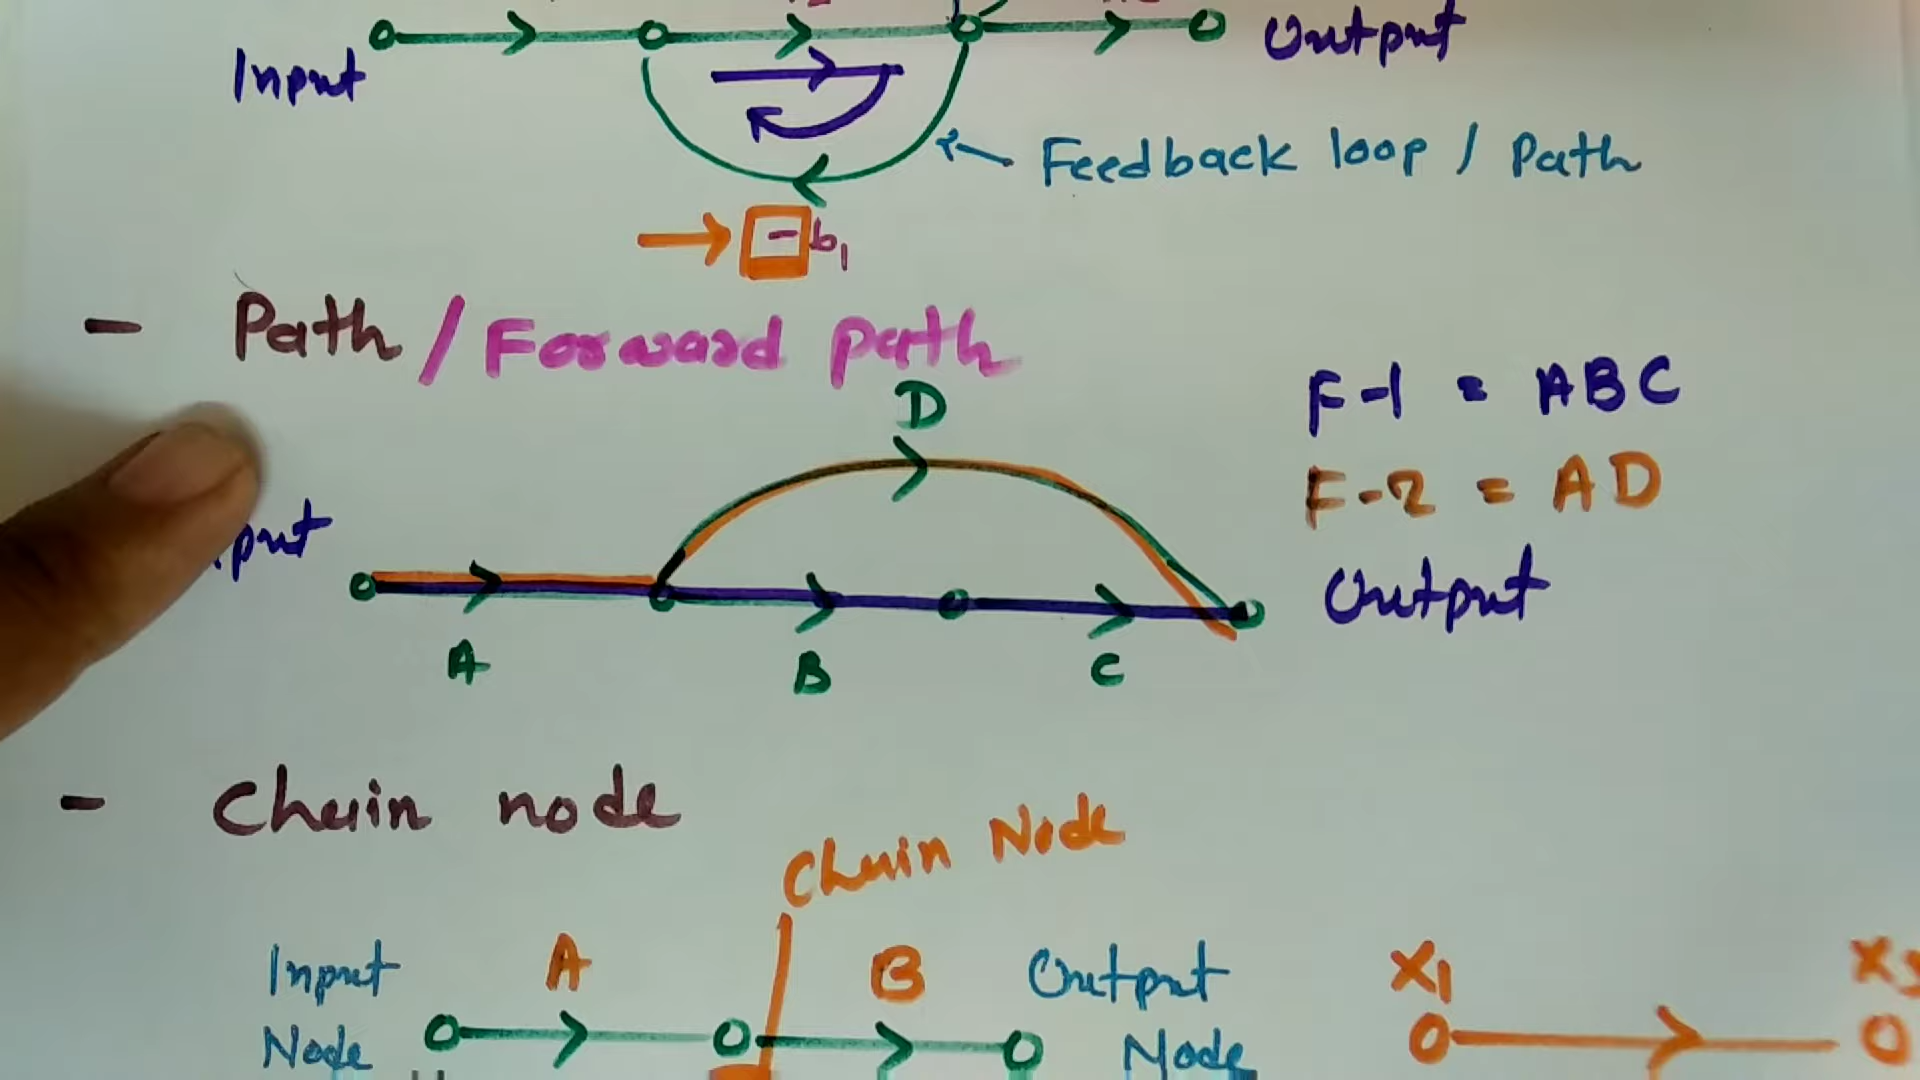 Input
Output
Feedback loop / Path
-b1
- Path / Forward path
D
F-1 = ABC
F-2 = AD
Output
A B C
- Chain node
Chain Node
Input Node
A
B
Output Node
X1